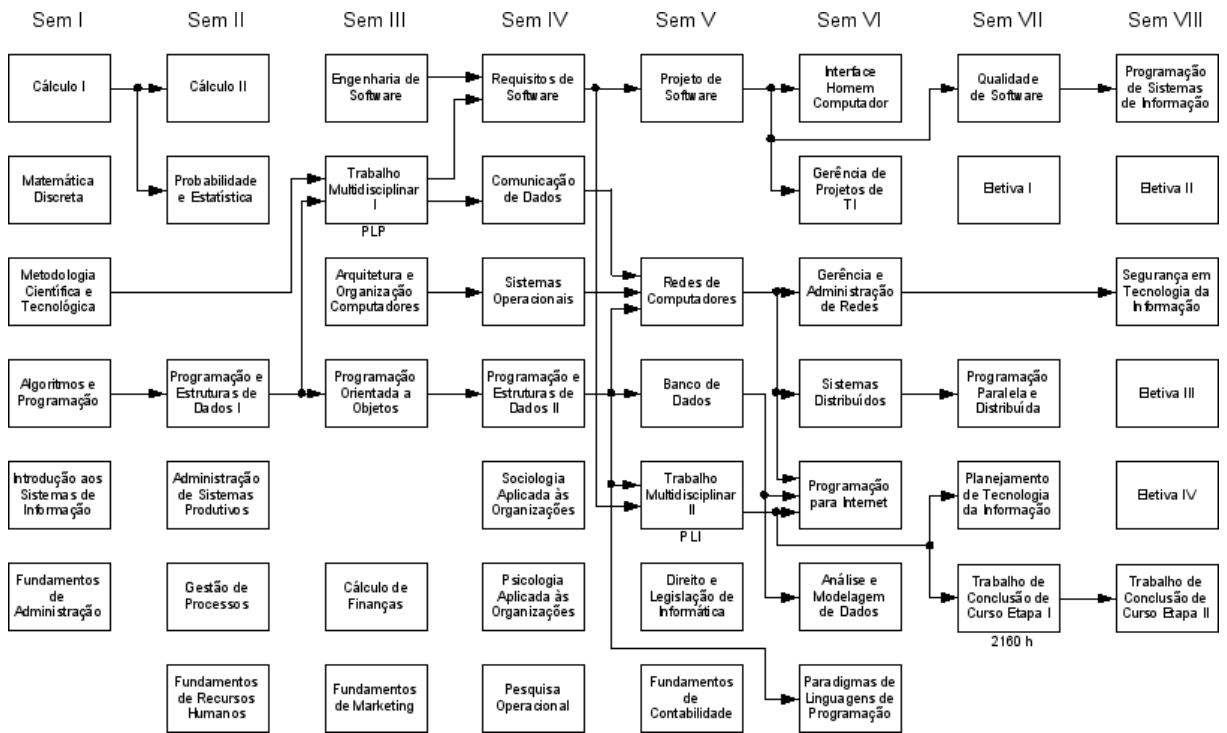 Sem I Sem II Sem III Sem IV Sem V Sem VI Sem VII Sem VIII
Cálculo I
Cálculo II
Engenharia de
Software
Requisitos de
Software
Projeto de
Software
Interface
Homem
Computador
Qualidade
de Software
Programação
de Sistemas
de Informação
Matemática
Discreta
Probabilidade
e Estatística
Trabalho
Multidisciplinar
I
PLP
Comunicação
de Dados
Gerência de
Projetos de
TI
Eletiva I
Eletiva II
Metodologia
Científica e
Tecnológica
Arquitetura e
Organização
Computadores
Sistemas
Operacionais
Redes de
Computadores
Gerência e
Administração
de Redes
Segurança em
Tecnologia da
Informação
Algoritmos e
Programação
Programação e
Estruturas de
Dados I
Programação
Orientada a
Objetos
Programação e
Estruturas de
Dados II
Banco de
Dados
Sistemas
Distribuídos
Programação
Paralela e
Distribuída
Eletiva III
Introdução aos
Sistemas de
Informação
Administração
de Sistemas
Produtivos
Sociologia
Aplicada às
Organizações
Trabalho
Multidisciplinar
II
PLI
Programação
para Internet
Planejamento
de Tecnologia
da Informação
Eletiva IV
Fundamentos
de
Administração
Gestão de
Processos
Cálculo de
Finanças
Psicologia
Aplicada às
Organizações
Direito e
Legislação de
Informática
Análise e
Modelagem
de Dados
Trabalho de
Conclusão de
Curso Etapa I
2160 h
Trabalho de
Conclusão de
Curso Etapa II
Fundamentos
de Recursos
Humanos
Fundamentos
de Marketing
Pesquisa
Operacional
Fundamentos
de
Contabilidade
Paradigmas de
Linguagens de
Programação